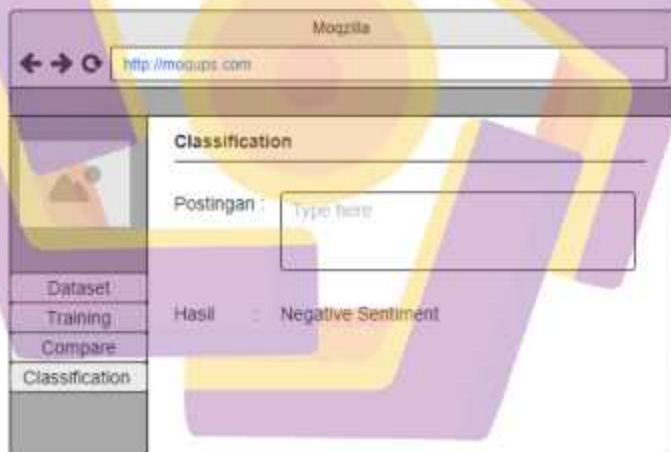 Moqzilla
http://moqups.com
Classification
Postingan :
Type here
Dataset
Training
Compare
Classification
Hasil : Negative Sentiment